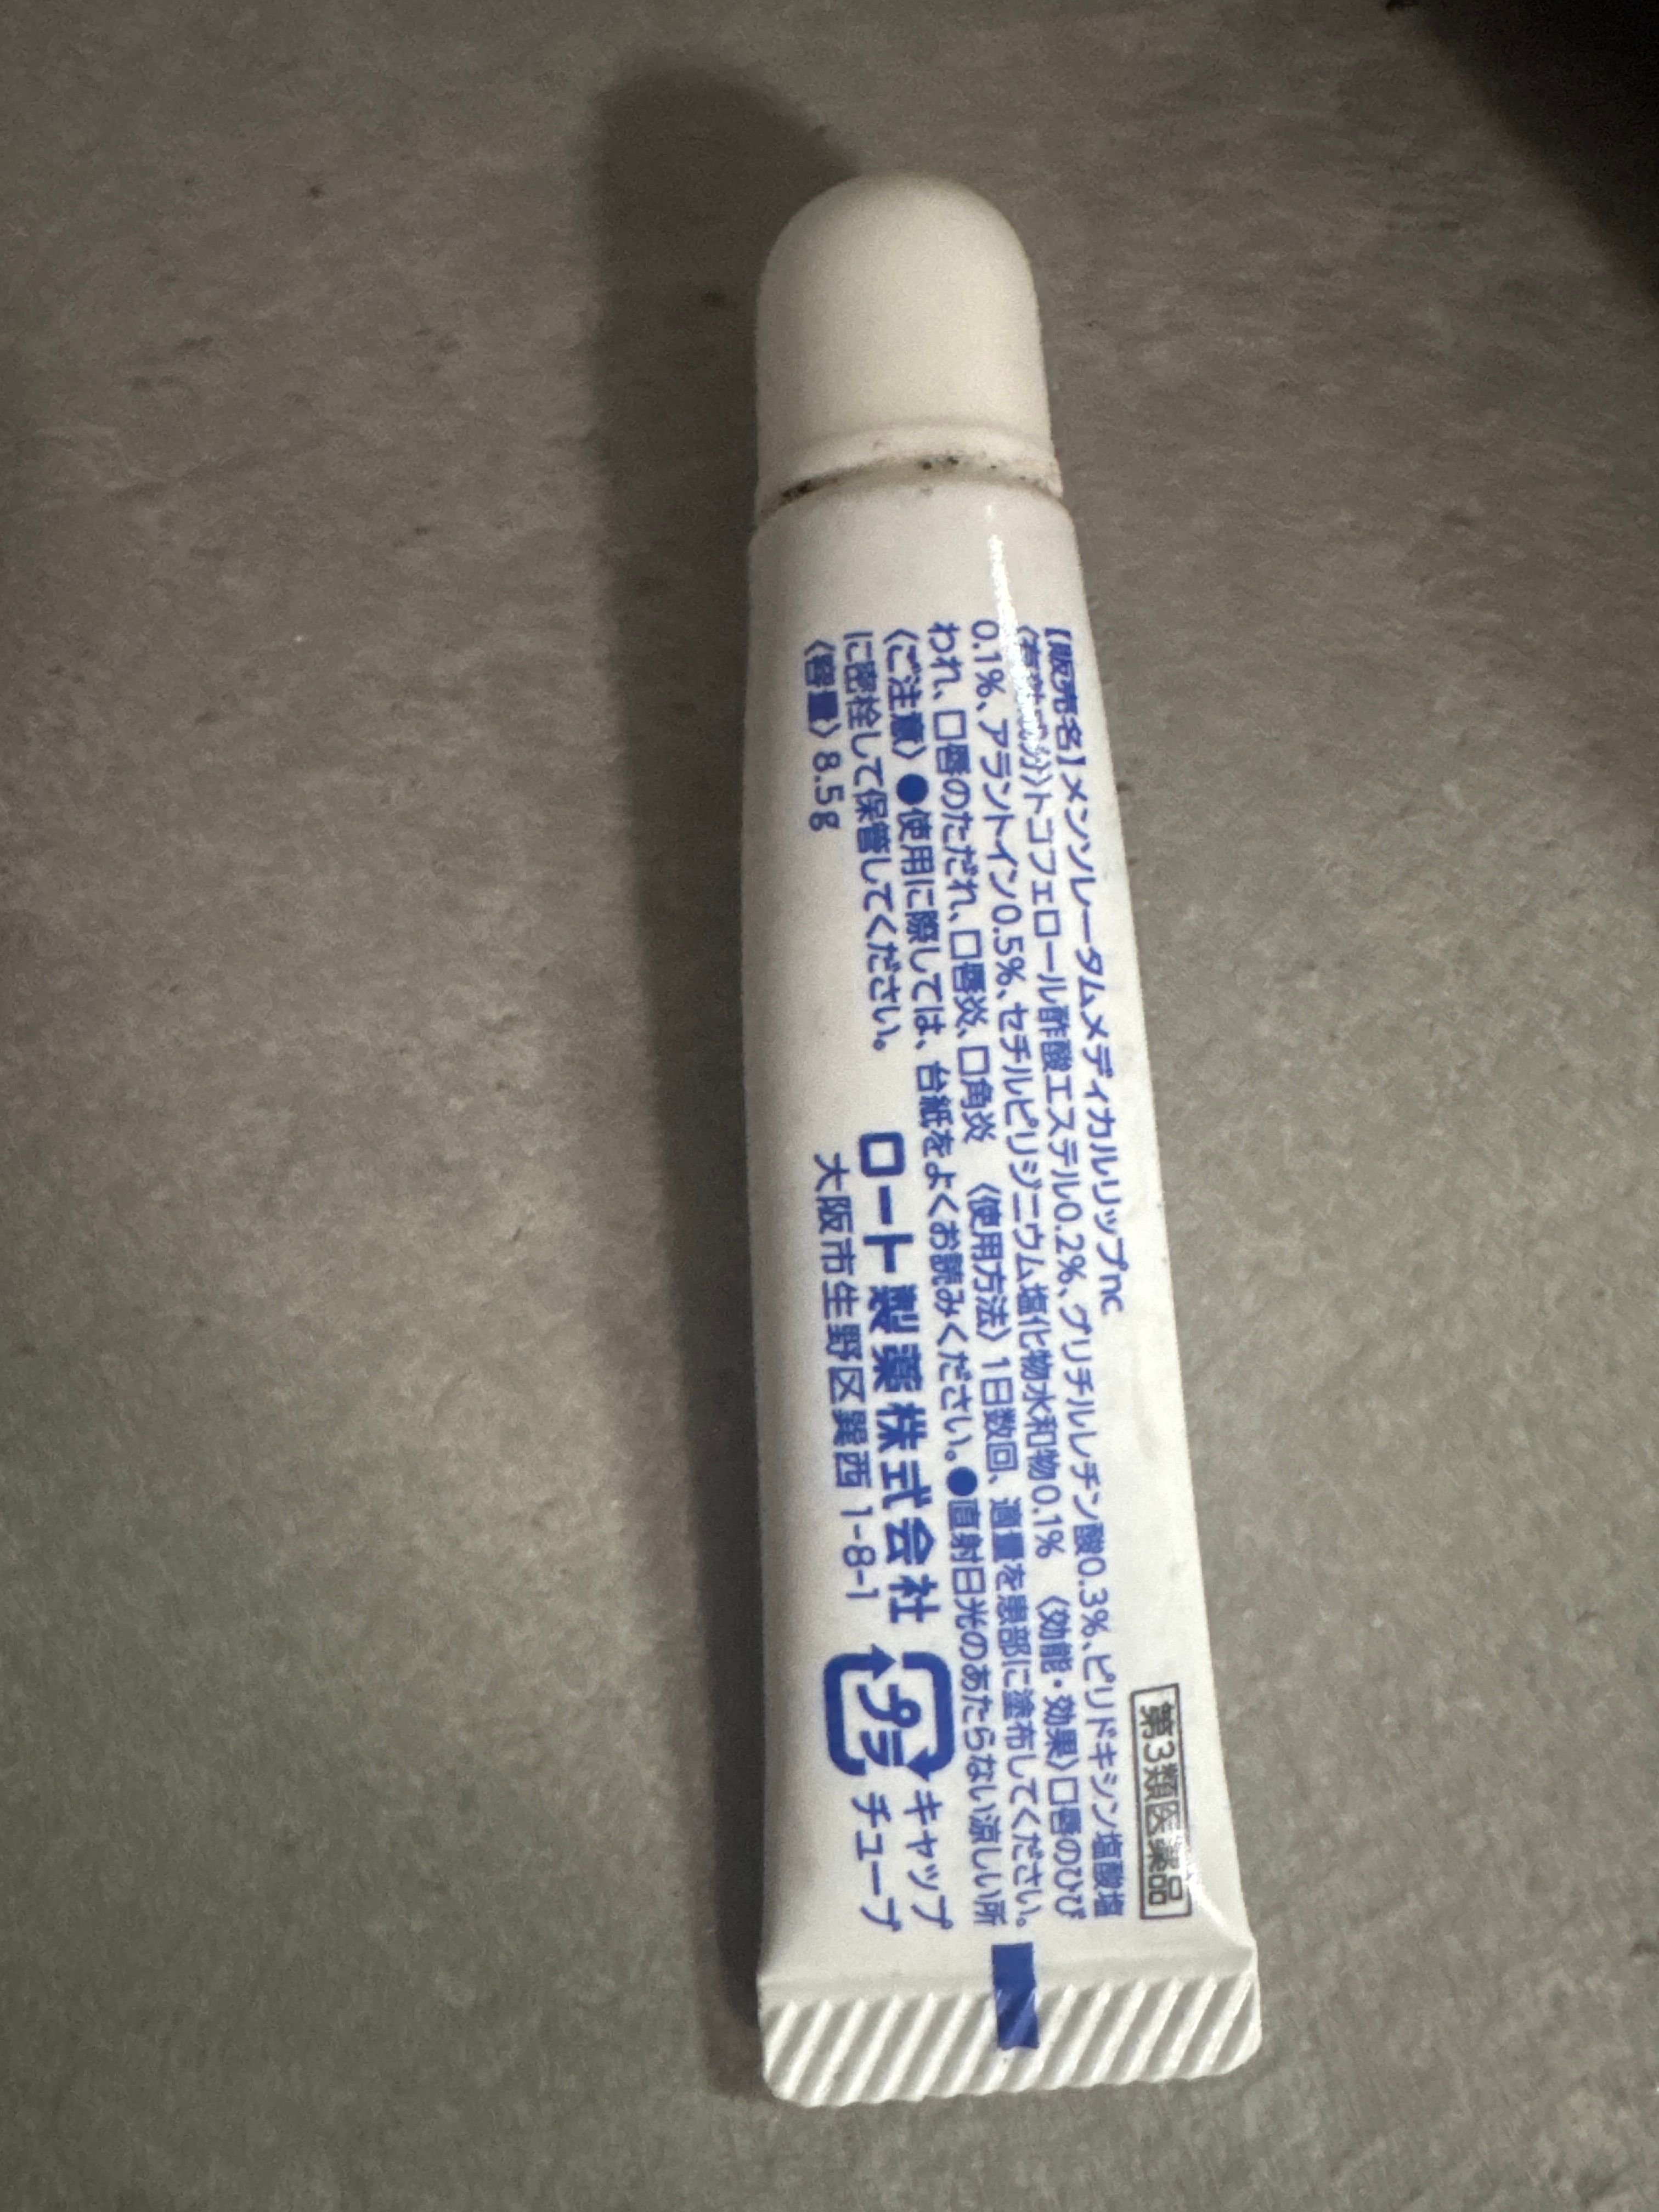 第3類医薬品
【販売名】メンソレータムメディカルリップnc
〈有効成分〉トコフェロール酢酸エステル0.2%、グリチルレチン酸0.3%、ピリドキシン塩酸塩
0.1%、アラントイン0.5%、セチルピリジニウム塩化物水和物0.1% 〈効能・効果〉口唇のひび
われ、口唇のただれ、口唇炎、口角炎 〈使用方法〉1日数回、適量を患部に塗布してください。
〈ご注意〉●使用に際しては、台紙をよくお読みください。●直射日光のあたらない涼しい所
に密栓して保管してください。
〈容量〉8.5g
ロート製薬株式会社
大阪市生野区巽西 1-8-1
プラ
キャップ
チューブ